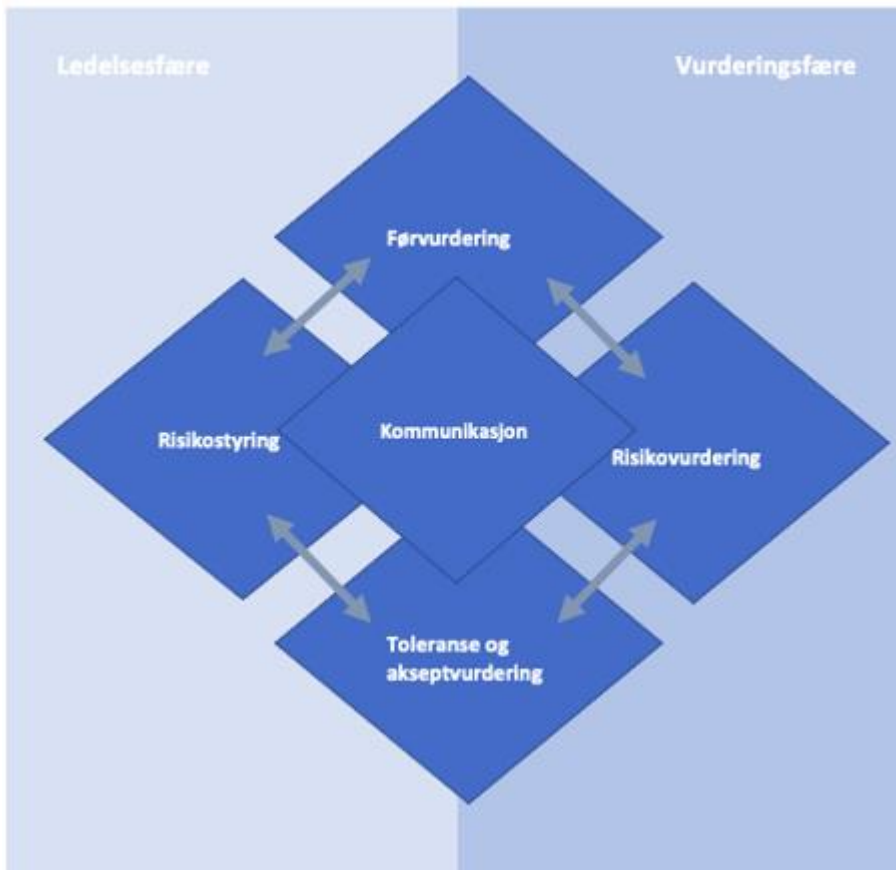 Ledelsesfære
Vurderingsfære
Førvurdering
Risikostyring
Kommunikasjon
Risikovurdering
Toleranse og
akseptvurdering